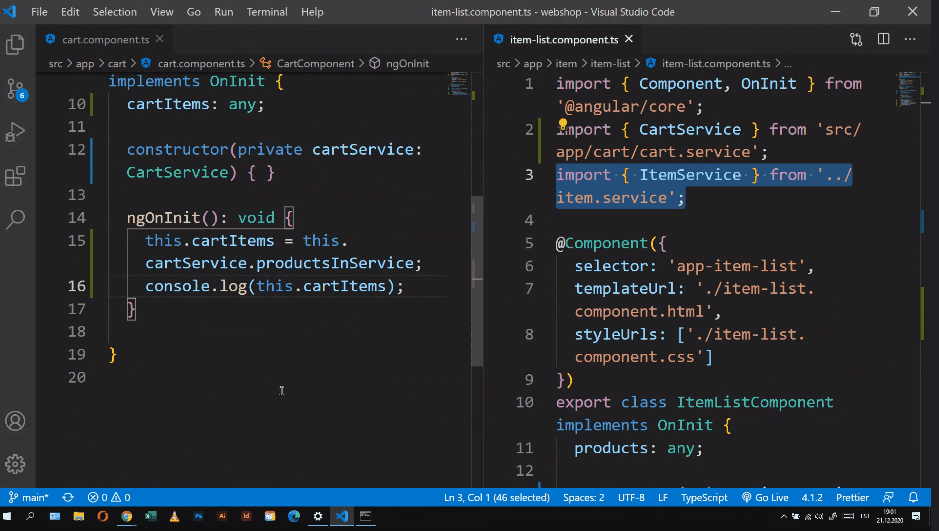 File Edit Selection View Go Run Terminal Help
item-list.component.ts - webshop - Visual Studio Code
cart.component.ts
src > app > cart > cart.component.ts > CartComponent > ngOnInit
implements OnInit {
10 cartItems: any;
11
12 constructor(private cartService:
CartService) { }
13
14 ngOnInit(): void {
15 this.cartItems = this.
cartService.productsInService;
16 console.log(this.cartItems);
17 }
18
19 }
20
item-list.component.ts
src > app > item > item-list > item-list.component.ts > ...
1 import { Component, OnInit } from
'@angular/core';
2 import { CartService } from 'src/
app/cart/cart.service';
3 import { ItemService } from '../
item.service';
4
5 @Component({
6 selector: 'app-item-list',
7 templateUrl: './item-list.
component.html',
8 styleUrls: ['./item-list.
component.css']
9 })
10 export class ItemListComponent
implements OnInit {
11 products: any;
12
6
main* 0 0 Ln 3, Col 1 (46 selected) Spaces: 2 UTF-8 LF TypeScript Go Live 4.1.2 Prettier
EST
19:01
21.12.2020